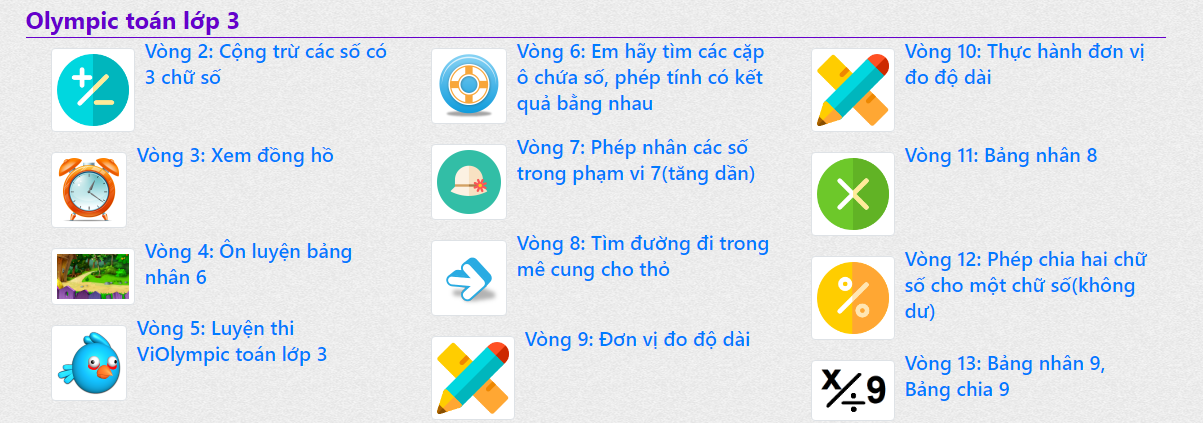 Olympic toán lớp 3
Vòng 2: Cộng trừ các số có
3 chữ số
Vòng 3: Xem đồng hồ
Vòng 4: Ôn luyện bảng
nhân 6
Vòng 5: Luyện thi
ViOlympic toán lớp 3
Vòng 6: Em hãy tìm các cặp
ô chứa số, phép tính có kết
quả bằng nhau
Vòng 7: Phép nhân các số
trong phạm vi 7(tăng dần)
Vòng 8: Tìm đường đi trong
mê cung cho thỏ
Vòng 9: Đơn vị đo độ dài
Vòng 10: Thực hành đơn vị
đo độ dài
Vòng 11: Bảng nhân 8
Vòng 12: Phép chia hai chữ
số cho một chữ số(không
dư)
x/÷9
Vòng 13: Bảng nhân 9,
Bảng chia 9